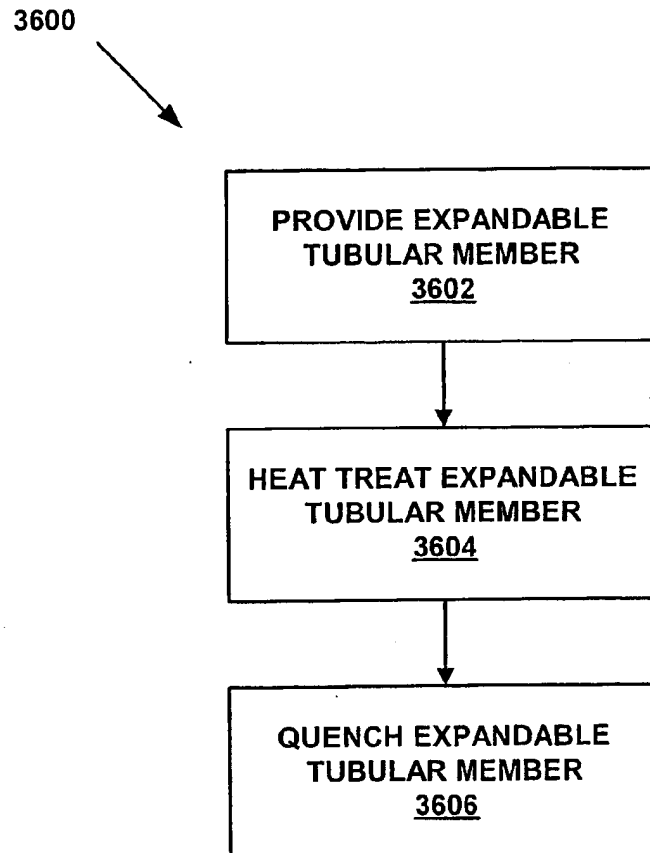 3600
PROVIDE EXPANDABLE
TUBULAR MEMBER
3602
HEAT TREAT EXPANDABLE
TUBULAR MEMBER
3604
QUENCH EXPANDABLE
TUBULAR MEMBER
3606